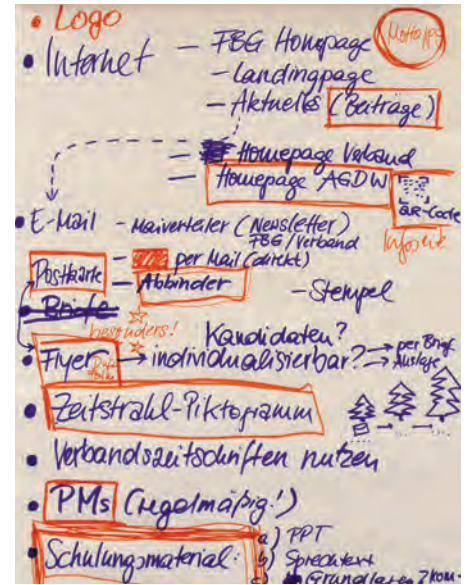 • Logo
• Internet – FBG Homepage
Motto.jpg
– Landingpage
– Aktuelles (Beiträge)
– Homepage Verband
– Homepage AGDW
QR-Code
Infoseite
• E-Mail – Mailverteiler (Newsletter)
FBG/Verband
Postkarte – per Mail (direkt)
– Abbinder
– Stempel
• Briefe
besonders!
Kandidaten?
• Flyer → individualisierbar? → per Brief
→ Auslage
• Zeitstrahl-Piktogramm
• Verbandszeitschriften nutzen
• PMs (regelmäßig!)
• Schulungsmaterial: a) PPT
b) Sprechtext
c)